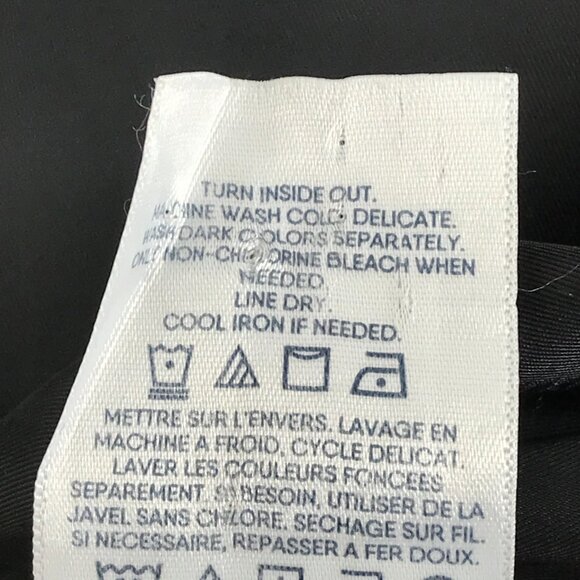 TURN INSIDE OUT.
MACHINE WASH COLD, DELICATE.
WASH DARK COLORS SEPARATELY.
ONLY NON-CHLORINE BLEACH WHEN
NEEDED.
LINE DRY.
COOL IRON IF NEEDED.
METTRE SUR L'ENVERS. LAVAGE EN
MACHINE A FROID, CYCLE DELICAT.
LAVER LES COULEURS FONCEES
SEPAREMENT. SI BESOIN, UTILISER DE LA
JAVEL SANS CHLORE. SECHAGE SUR FIL.
SI NECESSAIRE, REPASSER A FER DOUX.